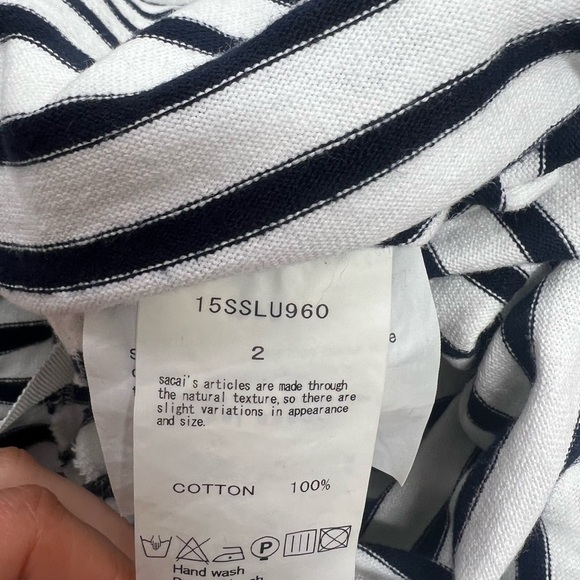 15SSLU960
2
sacai's articles are made through
the natural texture, so there are
slight variations in appearance
and size.
COTTON 100%
P
Hand wash